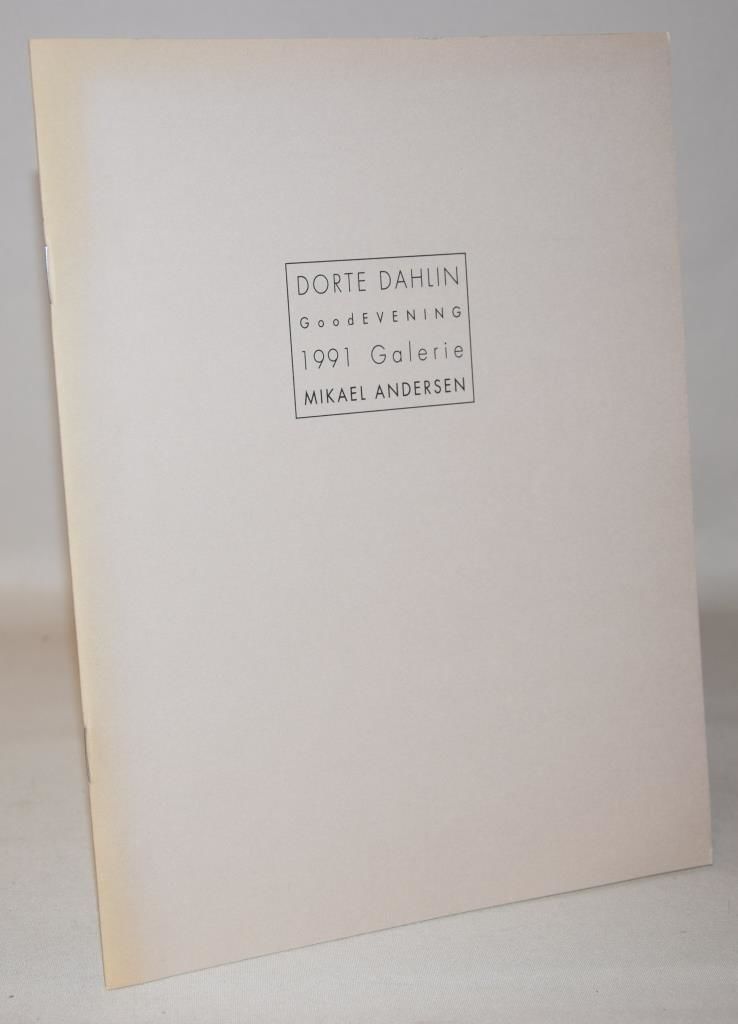 DORTE DAHLIN
GoodEVENING
1991 Galerie
MIKAEL ANDERSEN